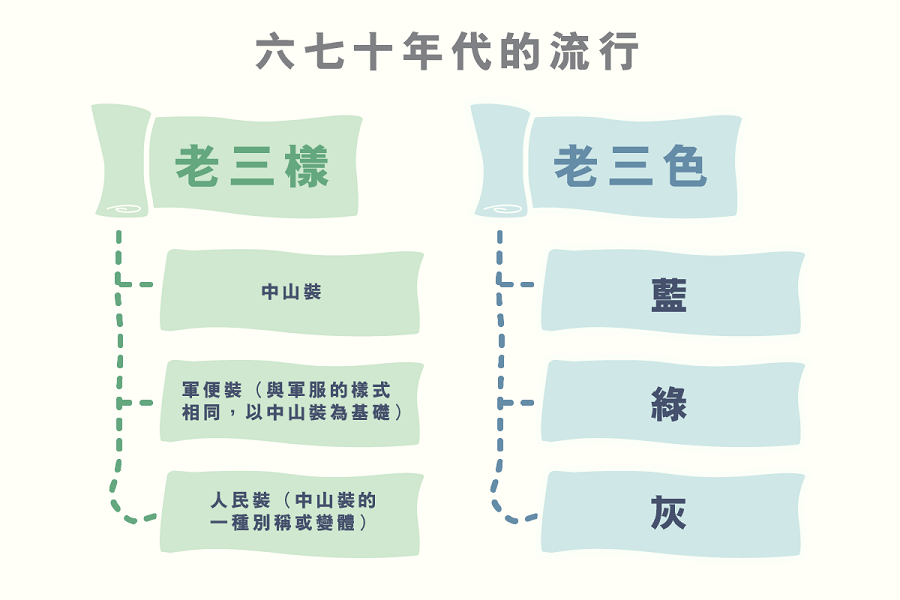 六七十年代的流行
老三樣
中山裝
軍便裝（與軍服的樣式
相同，以中山裝為基礎）
人民裝（中山裝的
一種別稱或變體）
老三色
藍
綠
灰